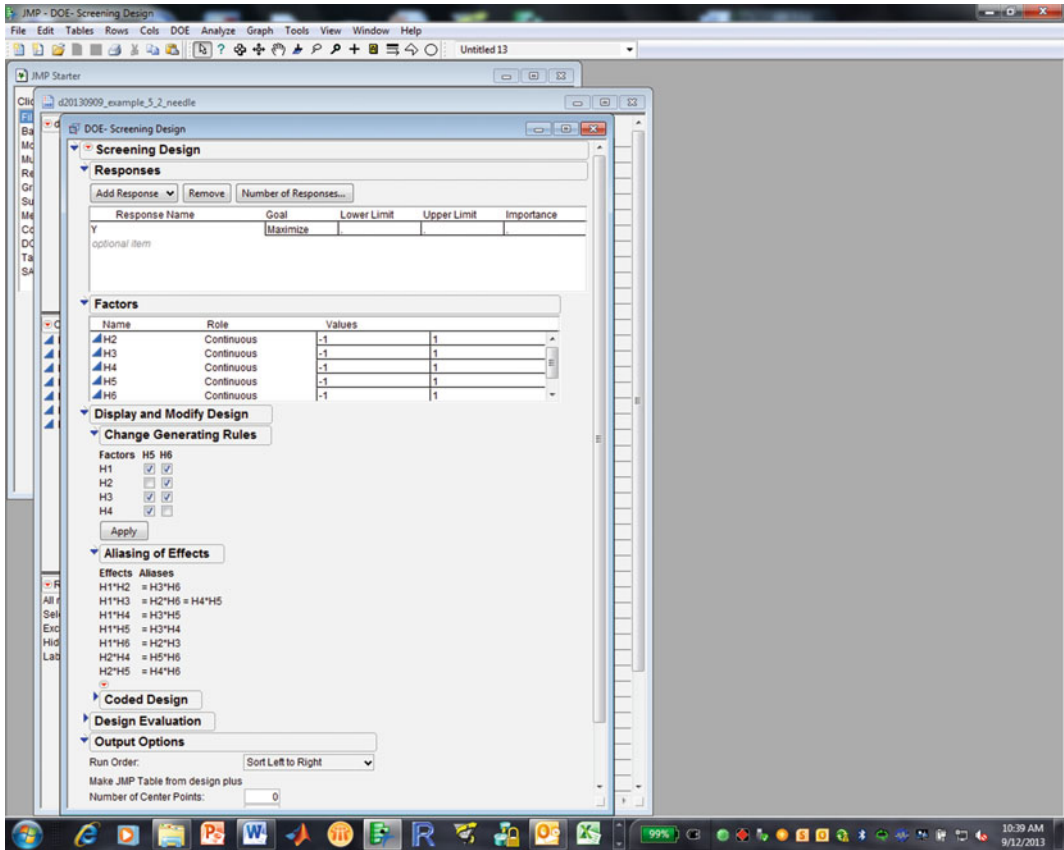 JMP - DOE- Screening Design
File Edit Tables Rows Cols DOE Analyze Graph Tools View Window Help
Untitled 13
JMP Starter
d20130909_example_5_2_needle
DOE- Screening Design
Screening Design
Responses
Add Response Remove Number of Responses...
Response Name Goal Lower Limit Upper Limit Importance
Y Maximize . . .
optional item
Factors
Name Role Values
H2 Continuous -1 1
H3 Continuous -1 1
H4 Continuous -1 1
H5 Continuous -1 1
H6 Continuous -1 1
Display and Modify Design
Change Generating Rules
Factors H5 H6
H1
H2
H3
H4
Apply
Aliasing of Effects
Effects Aliases
H1*H2 = H3*H6
H1*H3 = H2*H6 = H4*H5
H1*H4 = H3*H5
H1*H5 = H3*H4
H1*H6 = H2*H3
H2*H4 = H5*H6
H2*H5 = H4*H6
Coded Design
Design Evaluation
Output Options
Run Order: Sort Left to Right
Make JMP Table from design plus
Number of Center Points: 0
99%
10:39 AM
9/12/2013